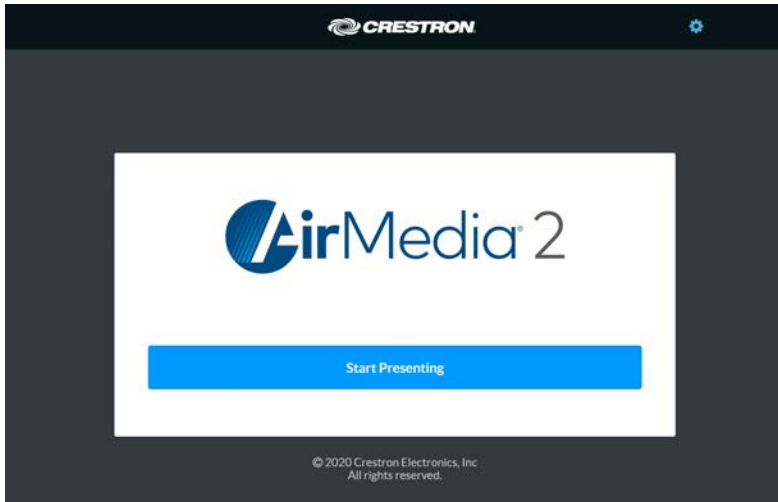 CRESTRON
AirMedia® 2
Start Presenting
© 2020 Crestron Electronics, Inc
All rights reserved.